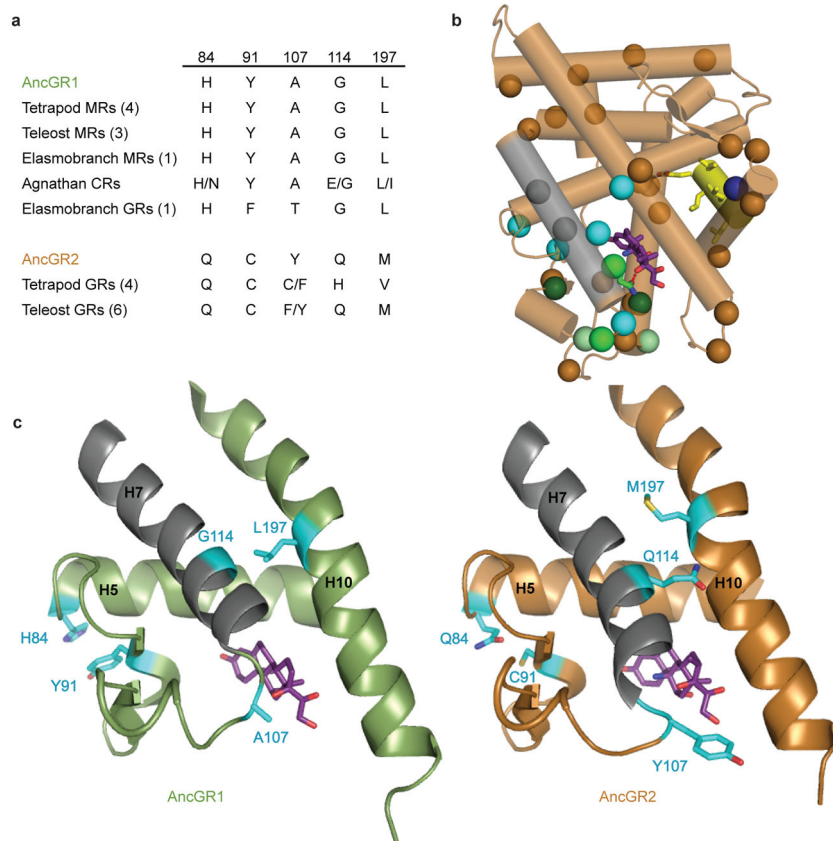 a
84 91 107 114 197
AncGR1 H Y A G L
Tetrapod MRs (4) H Y A G L
Teleost MRs (3) H Y A G L
Elasmobranch MRs (1) H Y A G L
Agnathan CRs H/N Y A E/G L/I
Elasmobranch GRs (1) H F T G L
AncGR2 Q C Y Q M
Tetrapod GRs (4) Q C C/F H V
Teleost GRs (6) Q C F/Y Q M
b
c
H7
G114
L197
H5
H10
H84
Y91
A107
AncGR1
H7
M197
Q114
H5
H10
Q84
C91
Y107
AncGR2